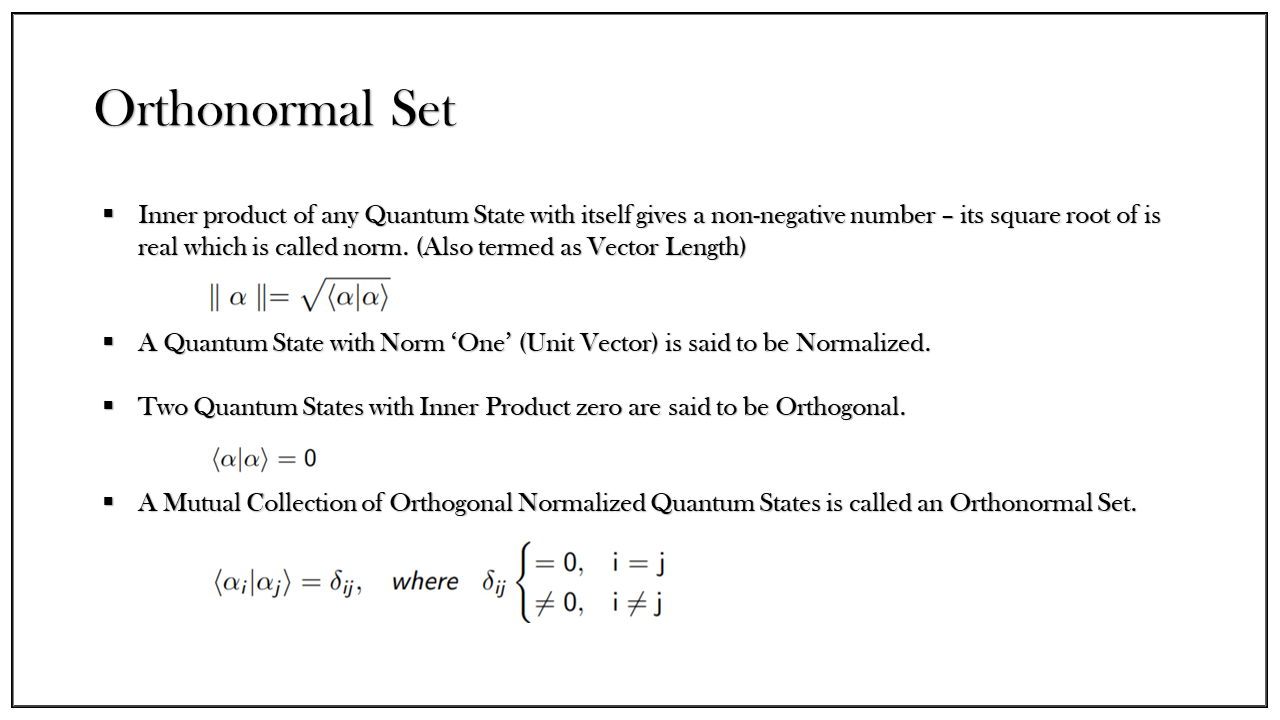 Orthonormal Set
▪ Inner product of any Quantum State with itself gives a non-negative number – its square root of is
real which is called norm. (Also termed as Vector Length)
‖ α ‖= √⟨α|α⟩
▪ A Quantum State with Norm ‘One’ (Unit Vector) is said to be Normalized.
▪ Two Quantum States with Inner Product zero are said to be Orthogonal.
⟨α|α⟩ = 0
▪ A Mutual Collection of Orthogonal Normalized Quantum States is called an Orthonormal Set.
⟨αᵢ|αⱼ⟩ = δᵢⱼ, where δᵢⱼ { = 0, i = j
≠ 0, i ≠ j